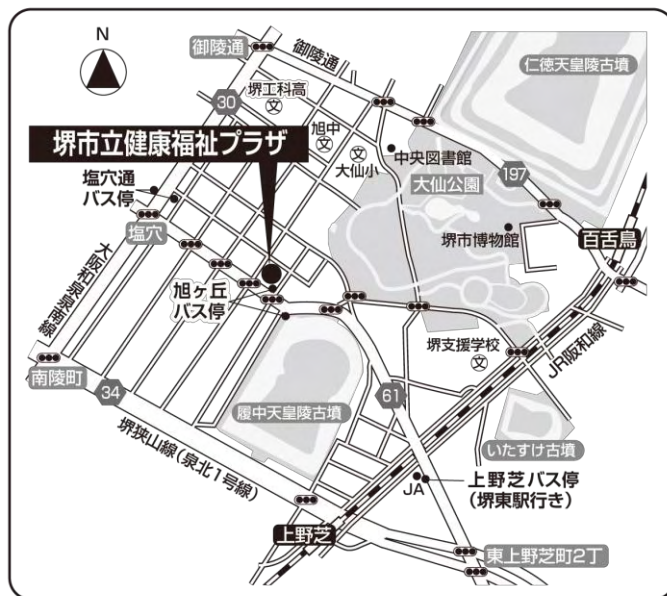 N
御陵通
御陵通
仁徳天皇陵古墳
30
堺工科高
文
旭中
文
文
大仙小
中央図書館
大仙公園
197
堺市立健康福祉プラザ
塩穴通
バス停
塩穴
堺市博物館
百舌鳥
大阪和泉泉南線
旭ヶ丘
バス停
堺支援学校
文
JR阪和線
南陵町
34
履中天皇陵古墳
61
いたすけ古墳
堺狭山線(泉北1号線)
JA
上野芝バス停
(堺東駅行き)
上野芝
東上野芝町2丁